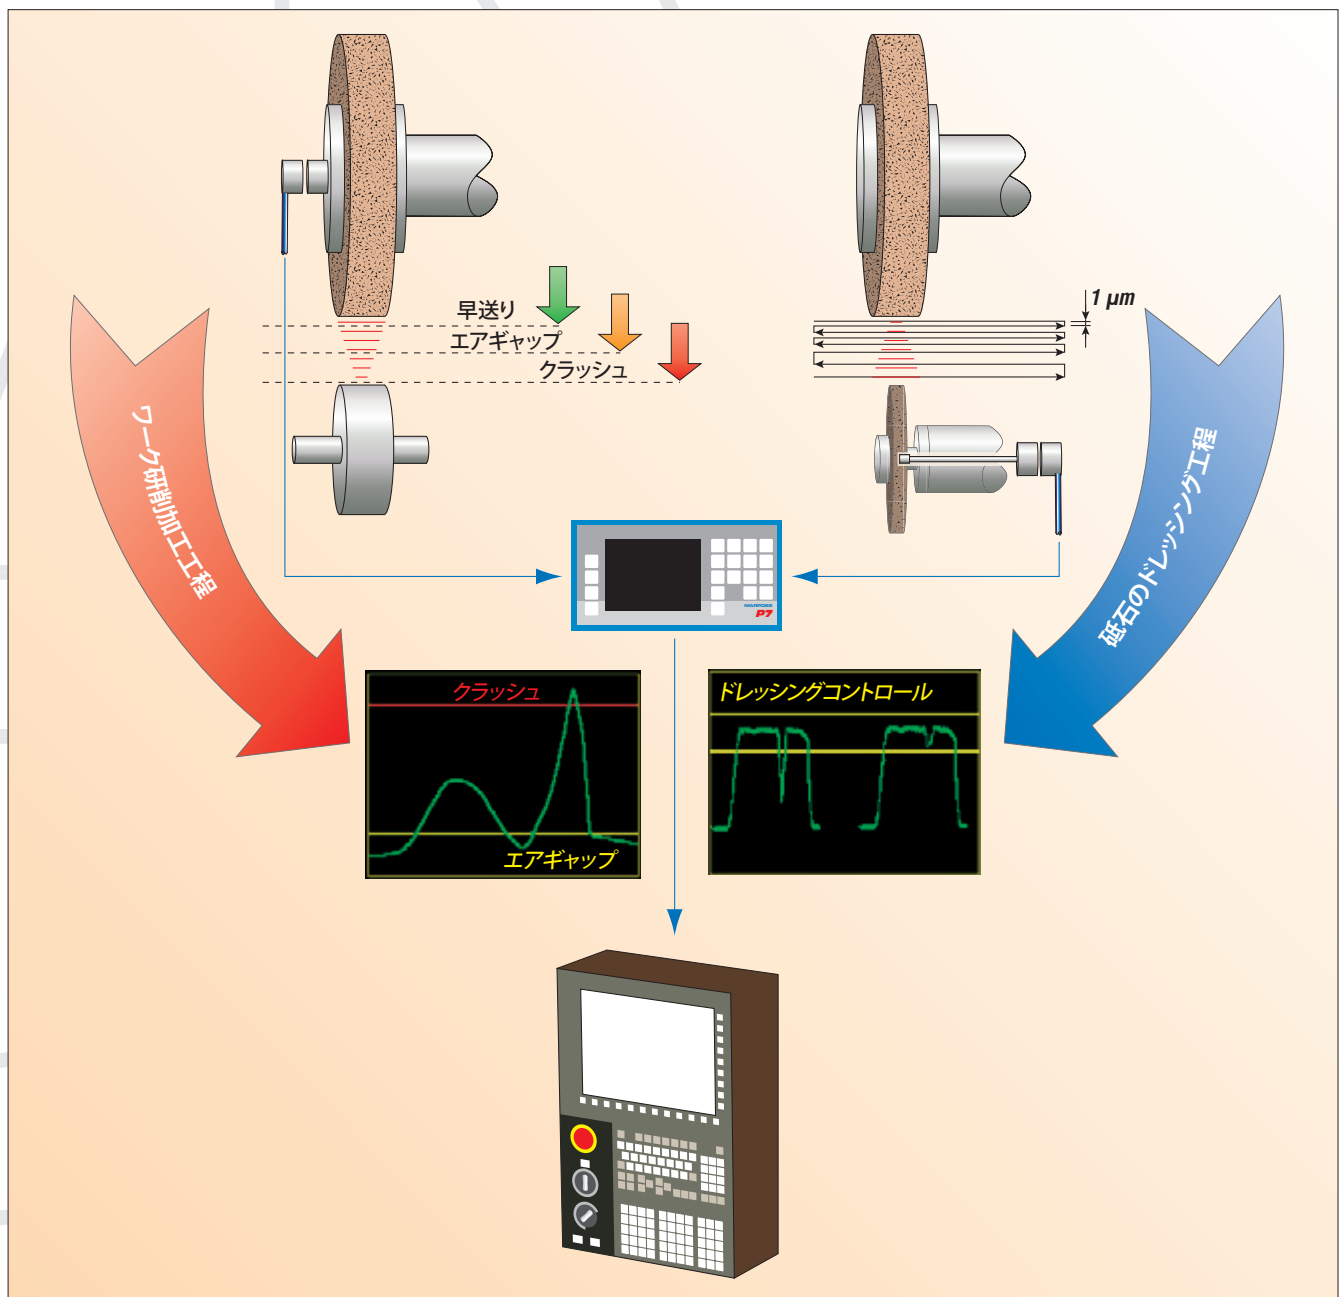 早送り
エアギャップ
クラッシュ
1 µm
ワーク研削加工工程
砥石のドレッシング工程
MARPOSS
P7
クラッシュ
エアギャップ
ドレッシングコントロール